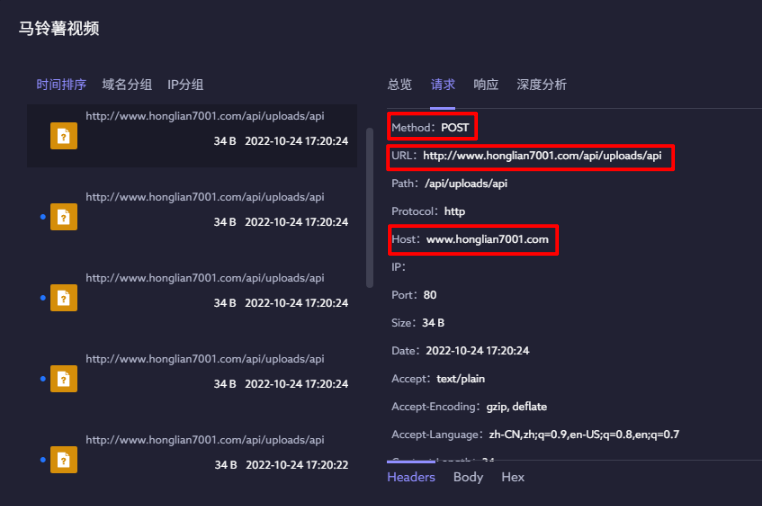 马铃薯视频
时间排序 域名分组 IP分组
http://www.honglian7001.com/api/uploads/api
34 B 2022-10-24 17:20:24
http://www.honglian7001.com/api/uploads/api
34 B 2022-10-24 17:20:24
http://www.honglian7001.com/api/uploads/api
34 B 2022-10-24 17:20:24
http://www.honglian7001.com/api/uploads/api
34 B 2022-10-24 17:20:24
http://www.honglian7001.com/api/uploads/api
34 B 2022-10-24 17:20:22
总览 请求 响应 深度分析
Method: POST
URL: http://www.honglian7001.com/api/uploads/api
Path: /api/uploads/api
Protocol: http
Host: www.honglian7001.com
IP:
Port: 80
Size: 34 B
Date: 2022-10-24 17:20:24
Accept: text/plain
Accept-Encoding: gzip, deflate
Accept-Language: zh-CN,zh;q=0.9,en-US;q=0.8,en;q=0.7
Headers Body Hex